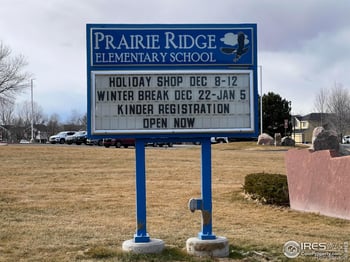 PRAIRIE RIDGE
ELEMENTARY SCHOOL
HOLIDAY SHOP DEC 8-12
WINTER BREAK DEC 22-JAN 5
KINDER REGISTRATION
OPEN NOW
IRES